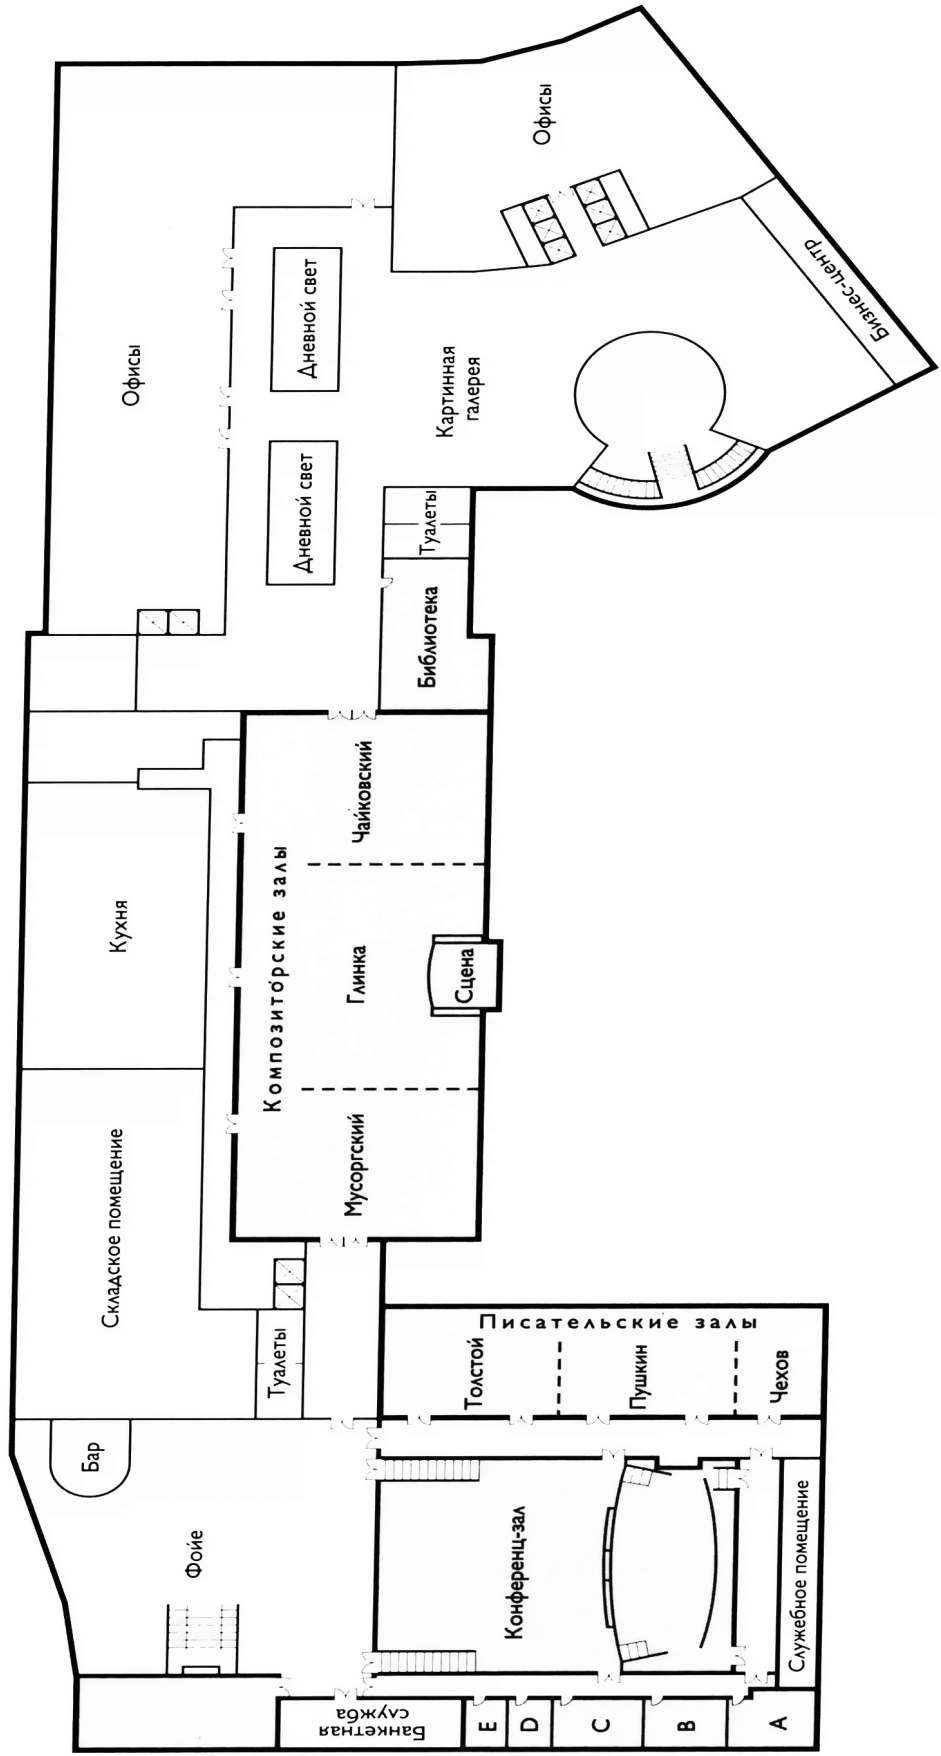 Офисы
Офисы
Бизнес-центр
Дневной свет
Дневной свет
Картинная
галерея
Туалеты
Библиотека
Кухня
Композиторские залы
Чайковский
Глинка
Мусоргский
Сцена
Складское помещение
Туалеты
Писательские залы
Толстой
Пушкин
Чехов
Бар
Фойе
Конференц-зал
Служебное помещение
Банкетная
служба
E
D
C
B
A